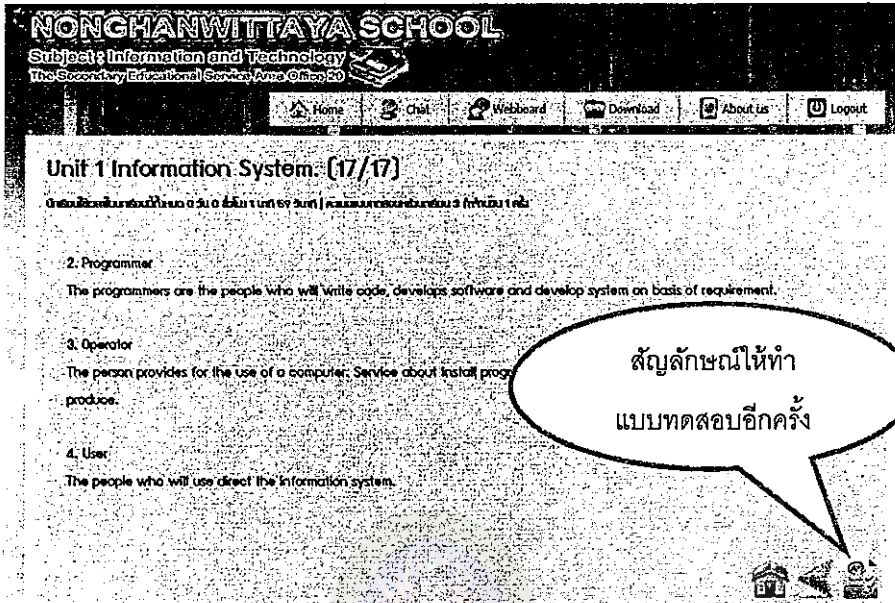 NONGHANWITTAYA SCHOOL
Subject : Information and Technology
The Secondary Educational Service Area Office 20
Home Chat Webboard Download About us Logout
Unit 1 Information System. (17/17)
2. Programmer
The programmers are the people who will write code, develops software and develop system on basis of requirement.
3. Operator
The person provides for the use of a computer. Service about install
produce.
4. User
The people who will use direct the information system.
สัญลักษณ์ให้ทำ
แบบทดสอบอีกครั้ง